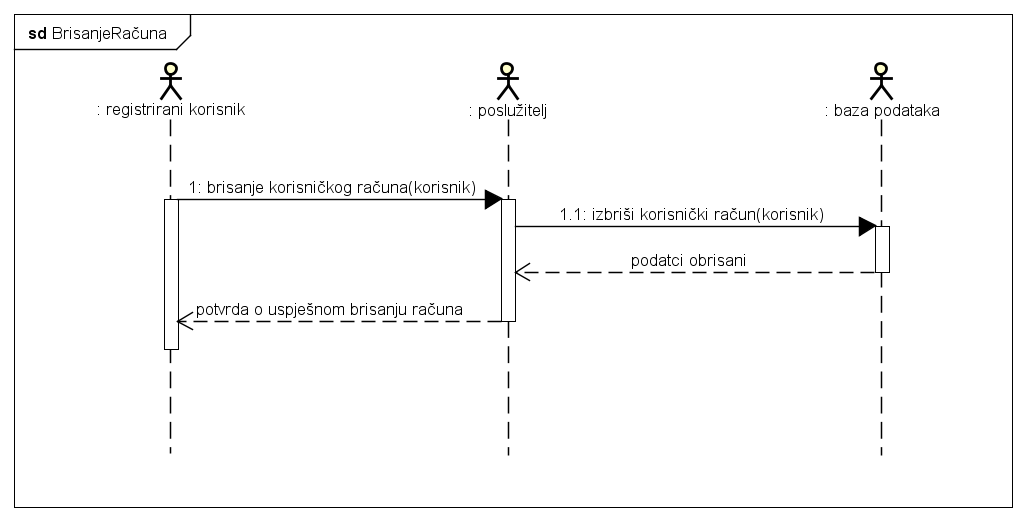 sd BrisanjeRačuna
: registrirani korisnik
: poslužitelj
: baza podataka
1: brisanje korisničkog računa(korisnik)
1.1: izbriši korisnički račun(korisnik)
podatci obrisani
potvrda o uspješnom brisanju računa